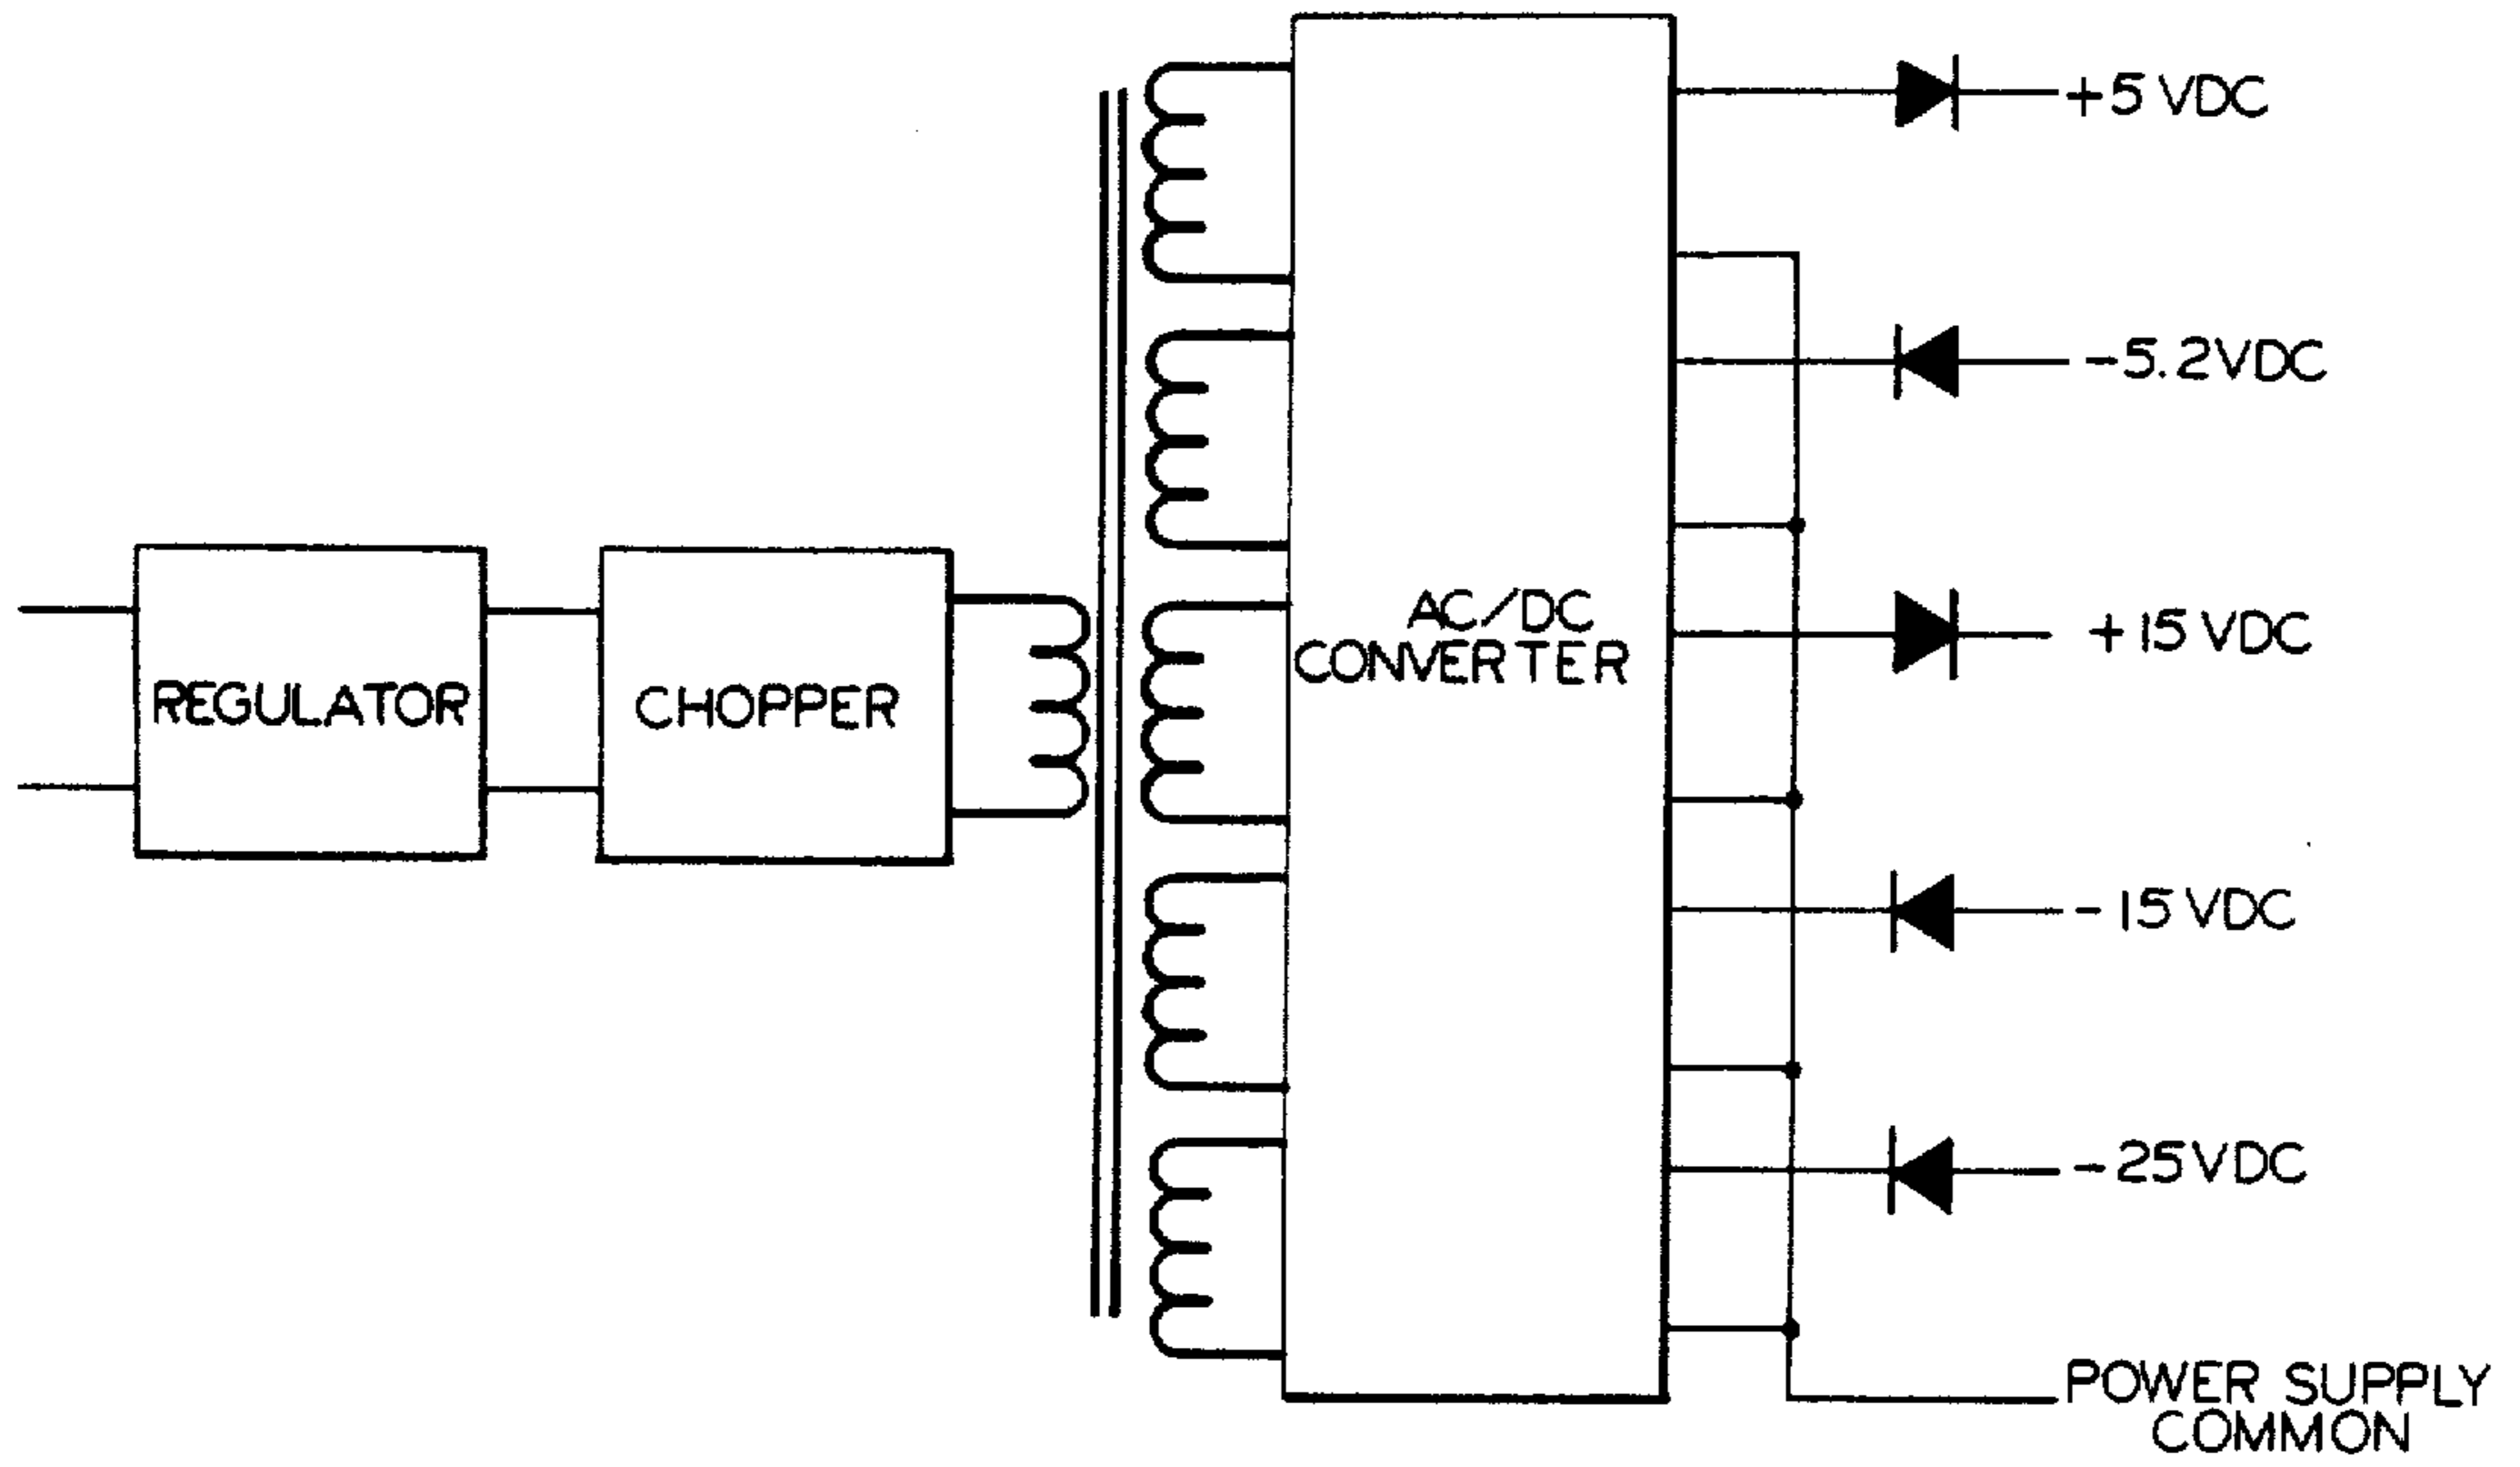 +5 VDC
-5.2VDC
AC/DC
CONVERTER
+15 VDC
REGULATOR
CHOPPER
-15 VDC
-25VDC
POWER SUPPLY
COMMON